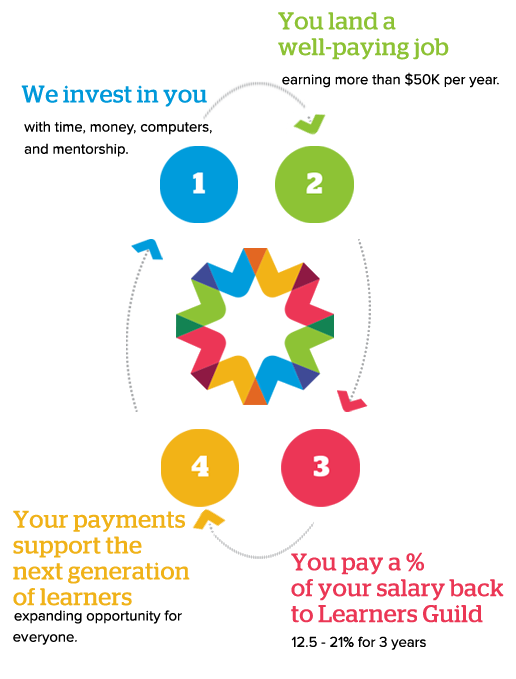 We invest in you
with time, money, computers,
and mentorship.
1
You land a
well-paying job
earning more than $50K per year.
2
3
You pay a %
of your salary back
to Learners Guild
12.5 - 21% for 3 years
4
Your payments
support the
next generation
of learners
expanding opportunity for
everyone.